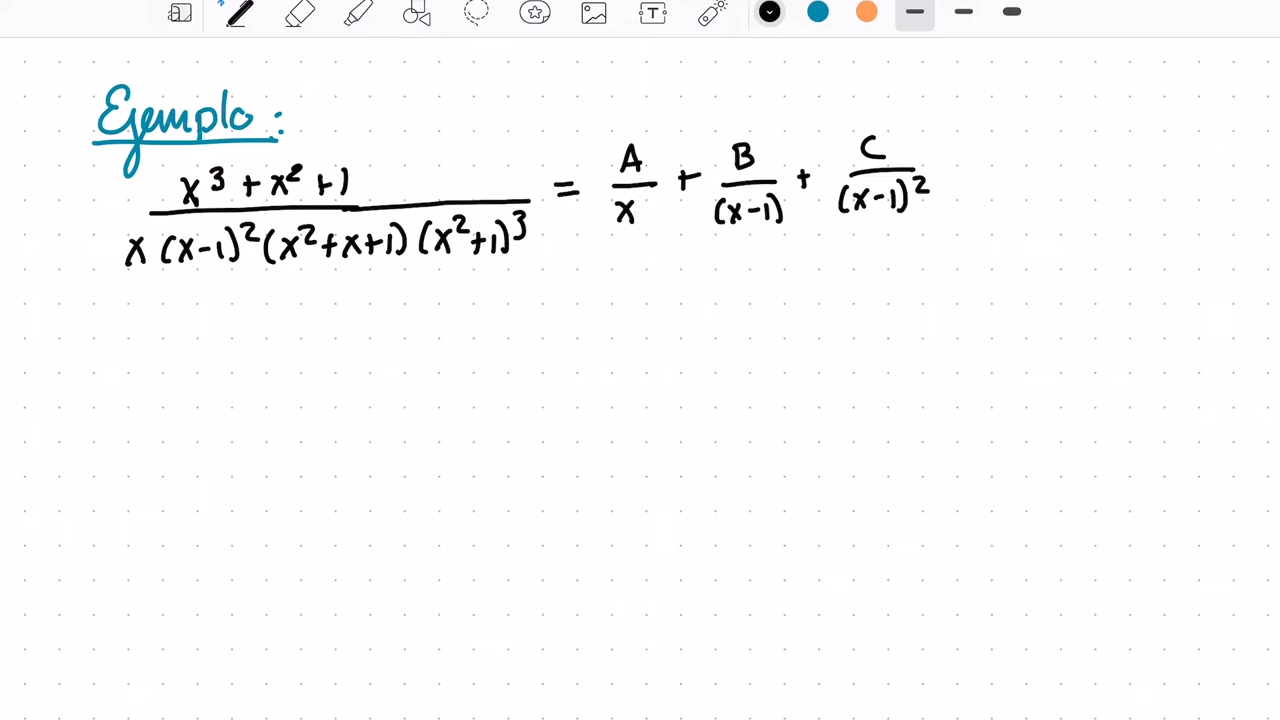 Ejemplo:
x³ + x² + 1 / x (x-1)² (x² + x + 1) (x² + 1)³ = A / x + B / (x-1) + C / (x-1)²